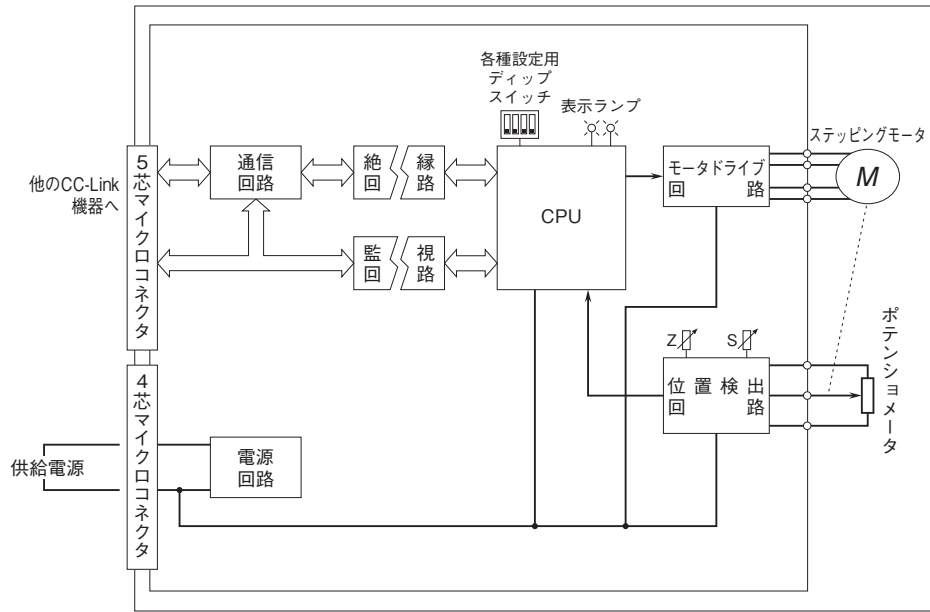 各種設定用
ディップ
スイッチ
表示ランプ
ステッピングモータ
他のCC-Link
機器へ
5芯マイクロコネクタ
通信
回路
絶縁
回路
CPU
モータドライブ
回路
M
監視
回路
Z
S
位置検出
回路
ポテンショメータ
4芯マイクロコネクタ
供給電源
電源
回路